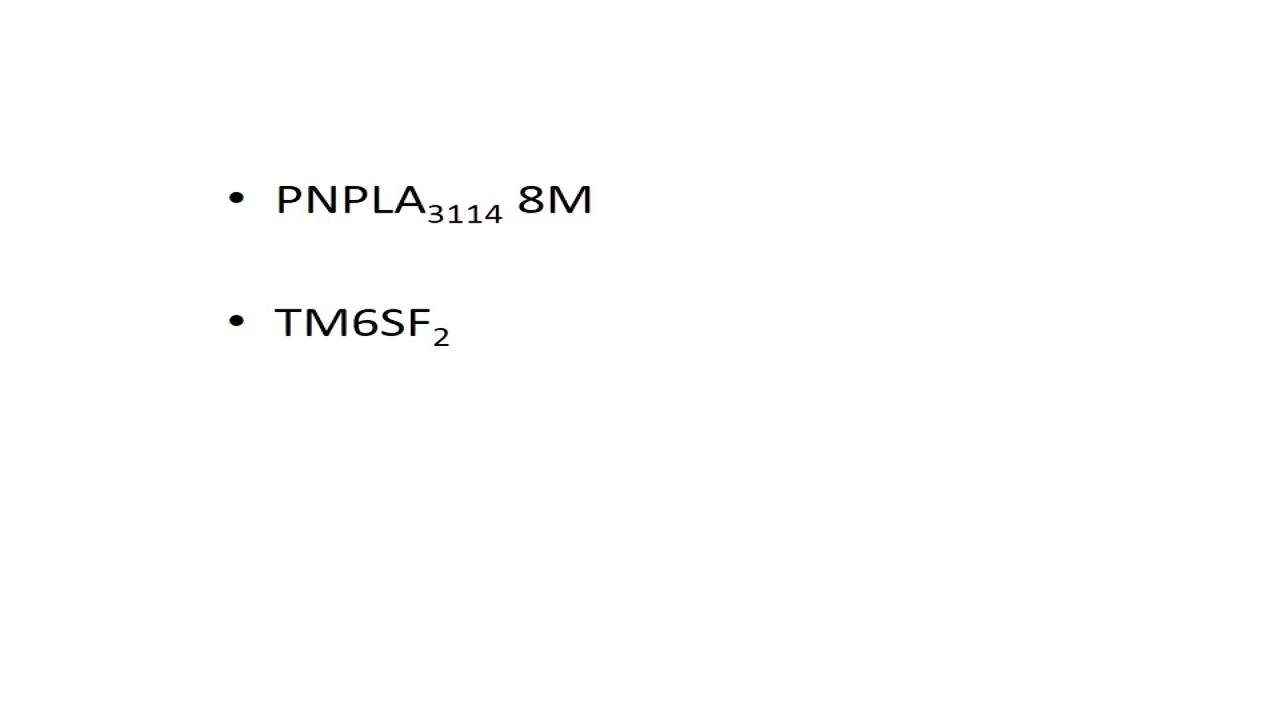 • PNPLA₃₁₁₄ 8M
• TM6SF₂